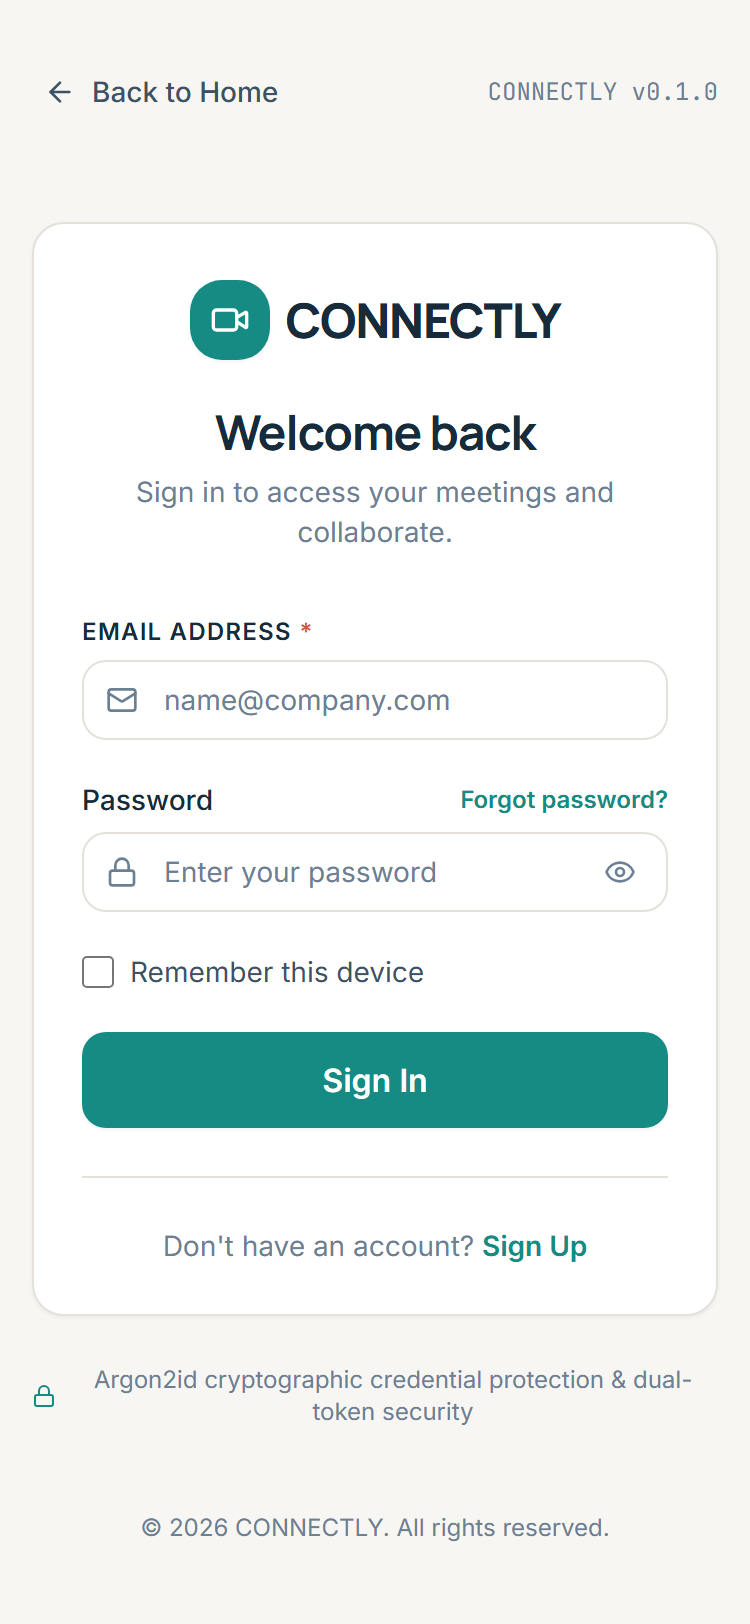 Back to Home
CONNECTLY v0.1.0
CONNECTLY
Welcome back
Sign in to access your meetings and
collaborate.
EMAIL ADDRESS *
name@company.com
Password
Forgot password?
Enter your password
Remember this device
Sign In
Don't have an account? Sign Up
Argon2id cryptographic credential protection & dual-
token security
© 2026 CONNECTLY. All rights reserved.